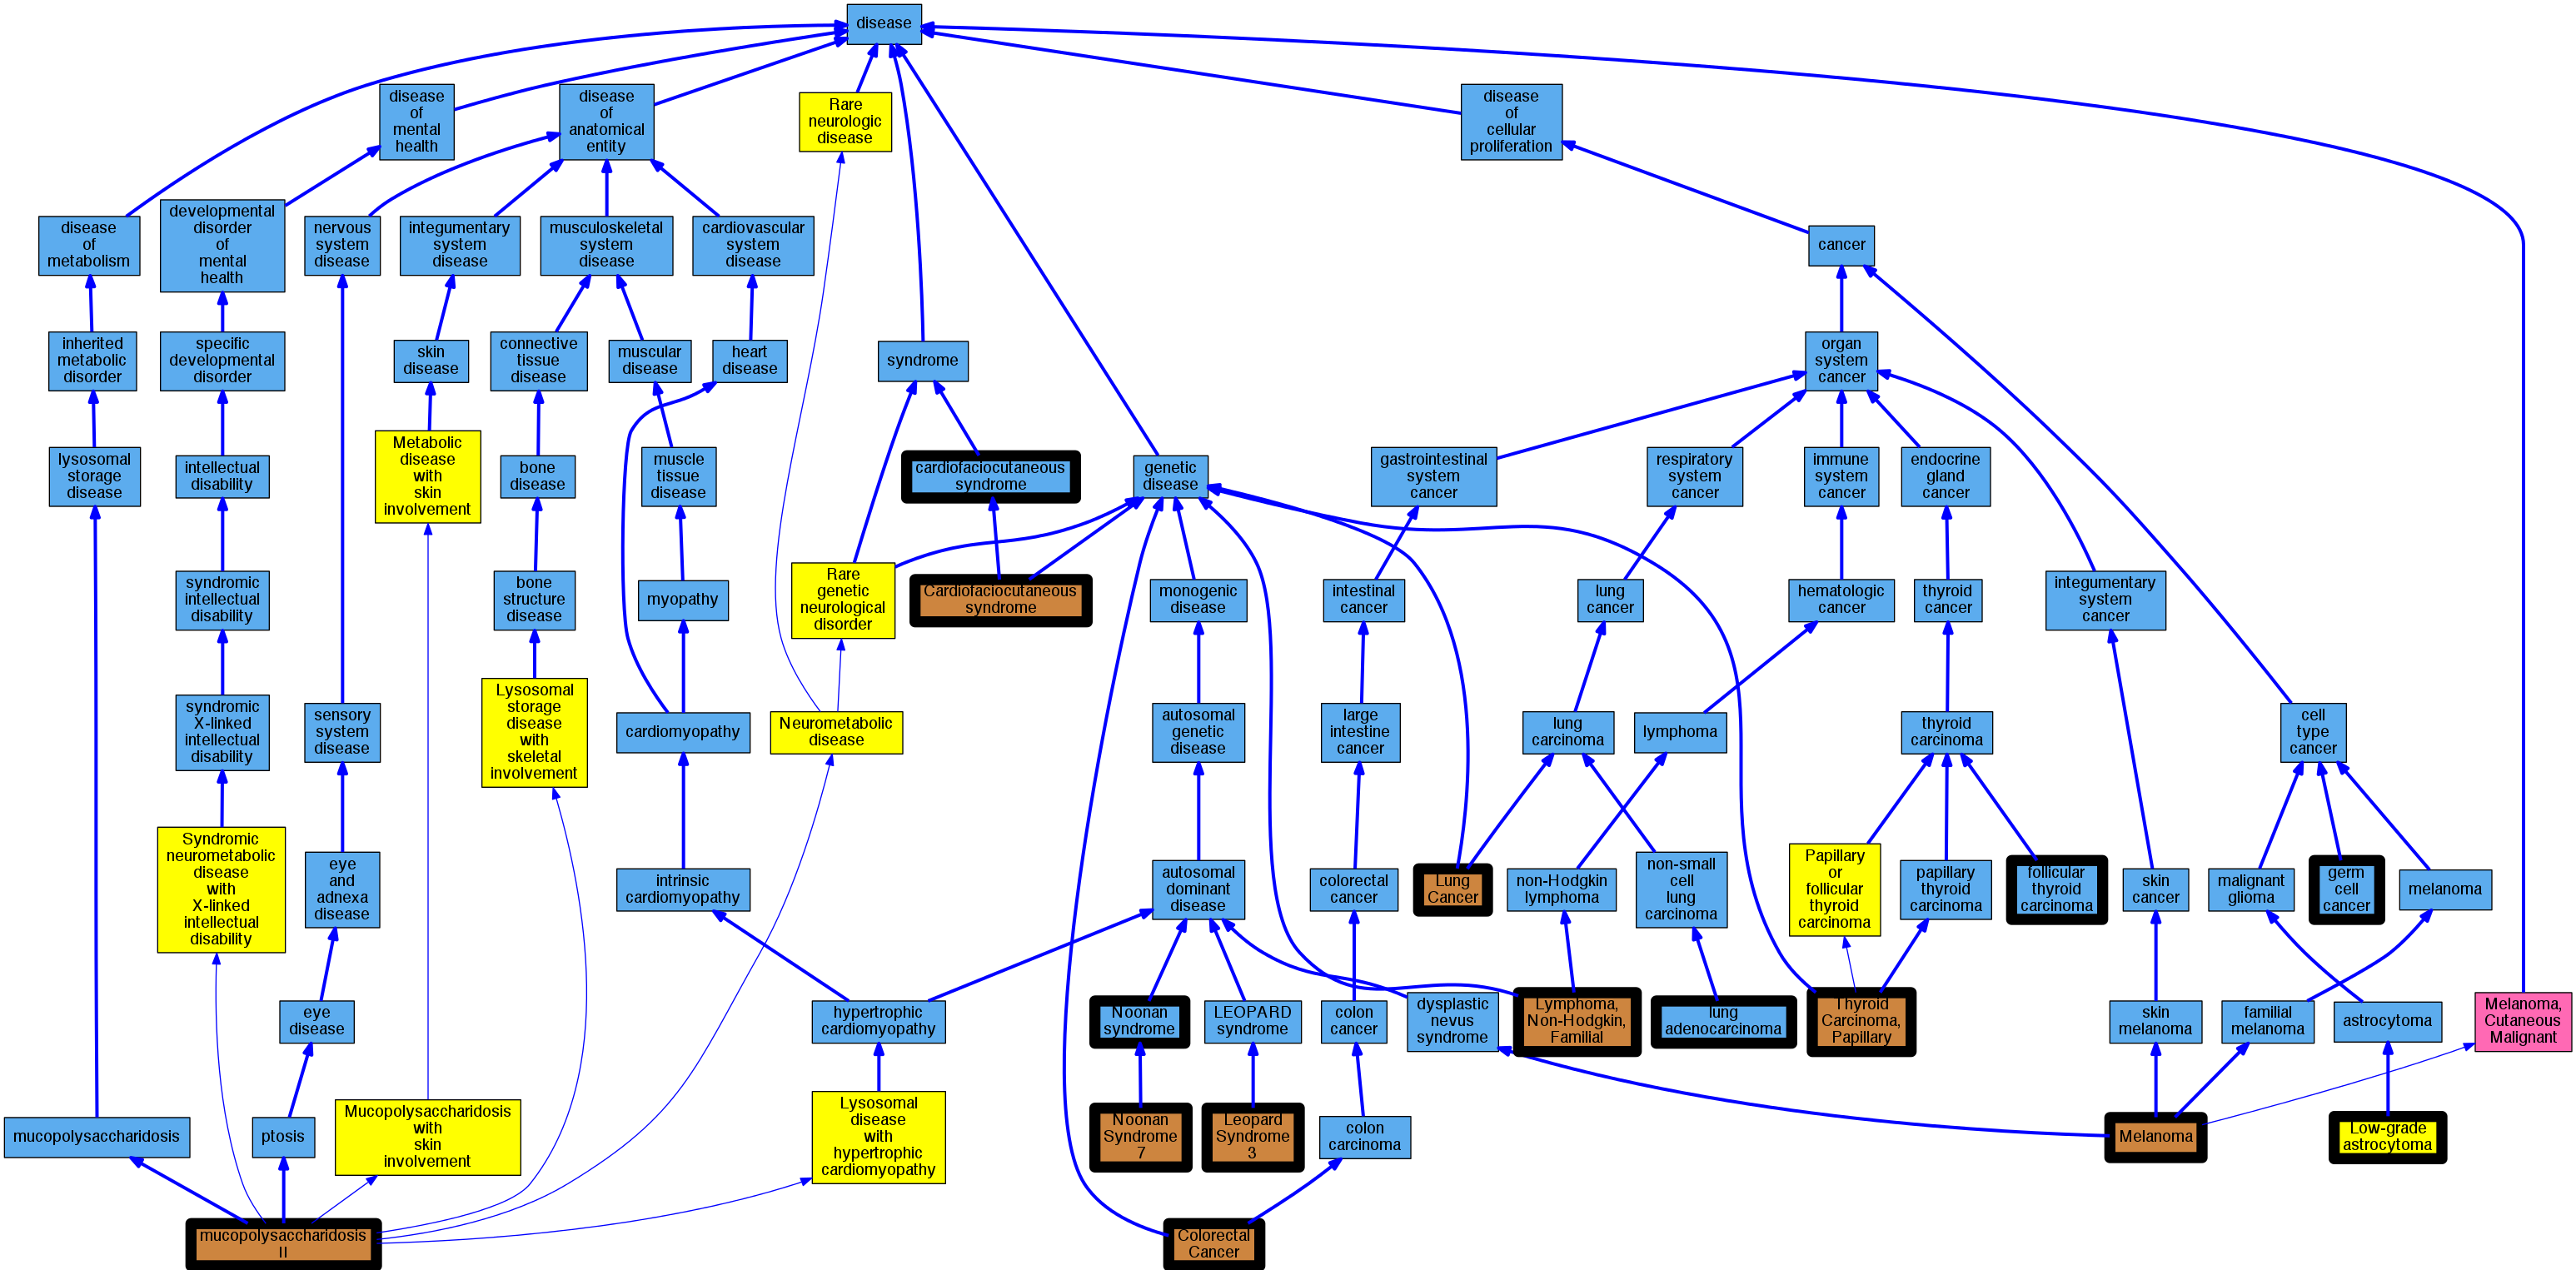 disease
disease
of
mental
health
disease
of
anatomical
entity
Rare
neurologic
disease
disease
of
cellular
proliferation
disease
of
metabolism
developmental
disorder
of
mental
health
nervous
system
disease
integumentary
system
disease
musculoskeletal
system
disease
cardiovascular
system
disease
cancer
inherited
metabolic
disorder
specific
developmental
disorder
skin
disease
connective
tissue
disease
muscular
disease
heart
disease
syndrome
organ
system
cancer
lysosomal
storage
disease
intellectual
disability
Metabolic
disease
with
skin
involvement
bone
disease
muscle
tissue
disease
cardiofaciocutaneous
syndrome
genetic
disease
gastrointestinal
system
cancer
respiratory
system
cancer
immune
system
cancer
endocrine
gland
cancer
syndromic
intellectual
disability
bone
structure
disease
myopathy
Rare
genetic
neurological
disorder
Cardiofaciocutaneous
syndrome
monogenic
disease
intestinal
cancer
lung
cancer
hematologic
cancer
thyroid
cancer
integumentary
system
cancer
syndromic
X-linked
intellectual
disability
sensory
system
disease
Lysosomal
storage
disease
with
skeletal
involvement
cardiomyopathy
Neurometabolic
disease
autosomal
genetic
disease
large
intestine
cancer
lung
carcinoma
lymphoma
thyroid
carcinoma
cell
type
cancer
Syndromic
neurometabolic
disease
with
X-linked
intellectual
disability
eye
and
adnexa
disease
intrinsic
cardiomyopathy
autosomal
dominant
disease
colorectal
cancer
Lung
Cancer
non-Hodgkin
lymphoma
non-small
cell
lung
carcinoma
Papillary
or
follicular
thyroid
carcinoma
papillary
thyroid
carcinoma
follicular
thyroid
carcinoma
skin
cancer
malignant
glioma
germ
cell
cancer
melanoma
eye
disease
hypertrophic
cardiomyopathy
Noonan
syndrome
LEOPARD
syndrome
colon
cancer
dysplastic
nevus
syndrome
Lymphoma,
Non-Hodgkin,
Familial
lung
adenocarcinoma
Thyroid
Carcinoma,
Papillary
skin
melanoma
familial
melanoma
astrocytoma
Melanoma,
Cutaneous
Malignant
mucopolysaccharidosis
ptosis
Mucopolysaccharidosis
with
skin
involvement
Lysosomal
disease
with
hypertrophic
cardiomyopathy
Noonan
Syndrome
7
Leopard
Syndrome
3
colon
carcinoma
Melanoma
Low-grade
astrocytoma
mucopolysaccharidosis
II
Colorectal
Cancer